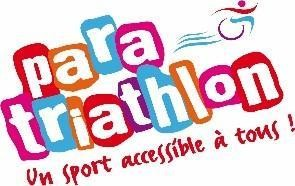 para
triathlon
Un sport accessible à tous !